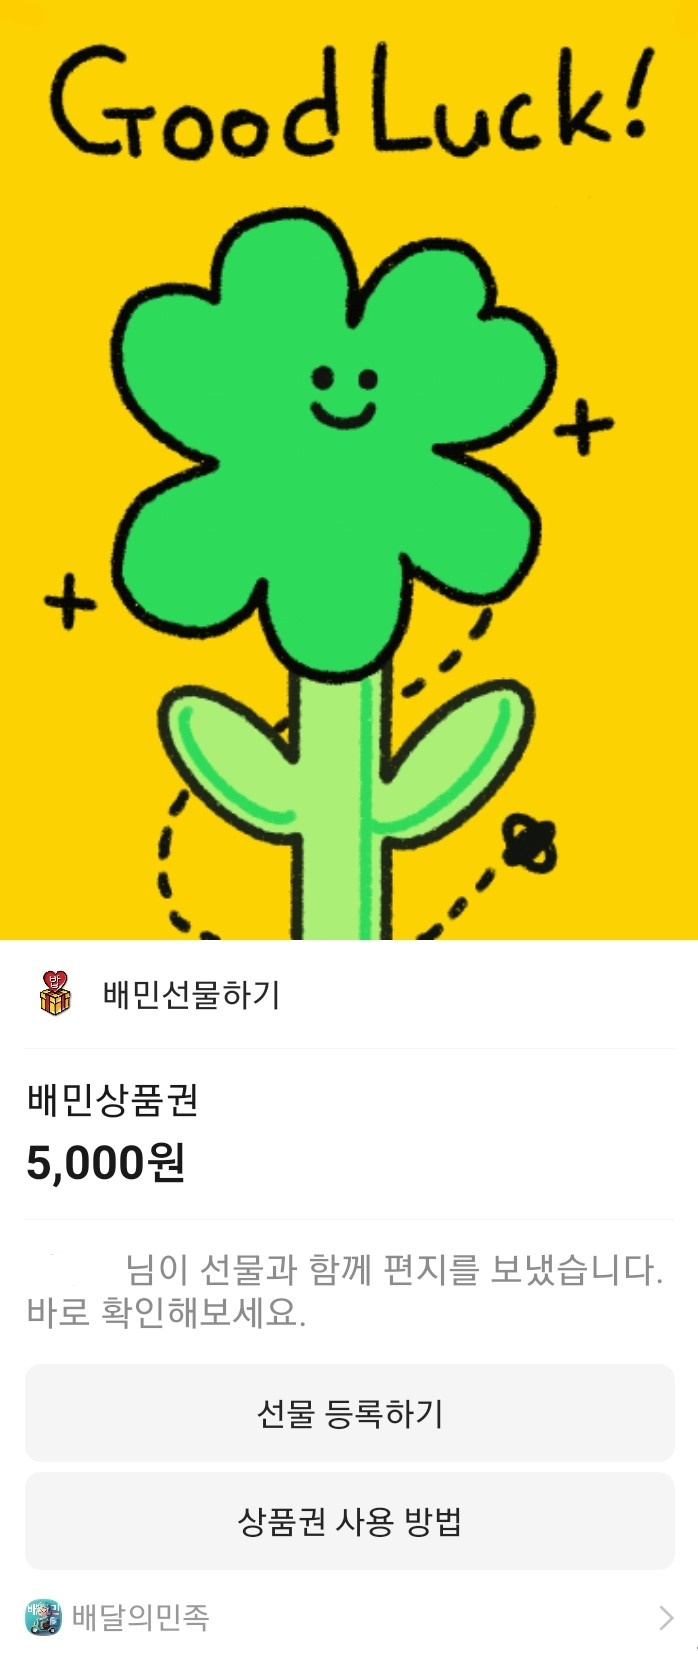 Good Luck!
배민선물하기
배민상품권
5,000원
님이 선물과 함께 편지를 보냈습니다.
바로 확인해보세요.
선물 등록하기
상품권 사용 방법
배달의민족